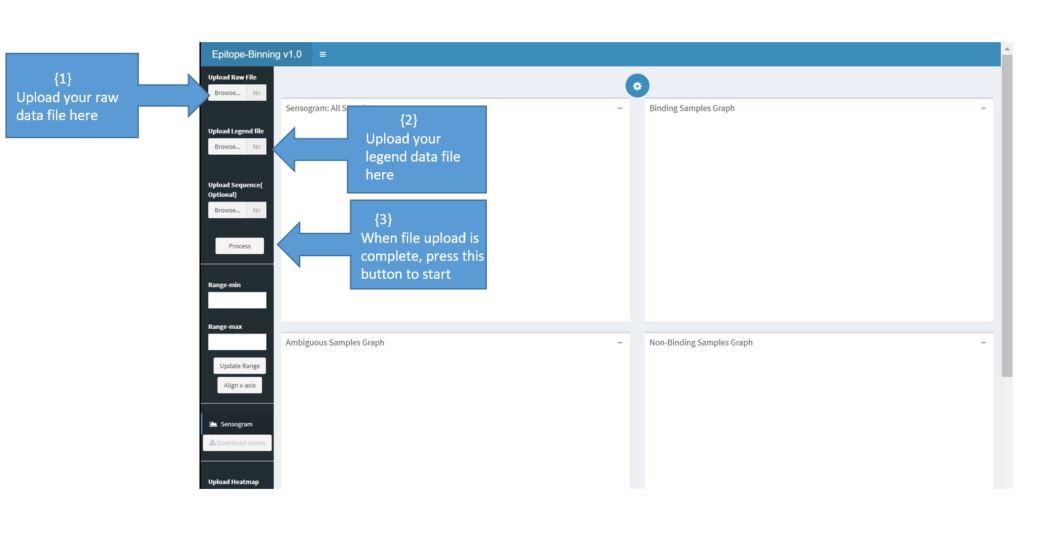 Epitope-Binning v1.0
{1}
Upload your raw
data file here
Upload Raw File
Browse... Nc
Upload Legend file
Browse... Nc
Upload Sequence(
Optional)
Browse... Nc
Process
Range-min
Range-max
Update Range
Align x-axis
Sensogram
Download scores
Upload Heatmap
Sensogram: All S
{2}
Upload your
legend data file
here
{3}
When file upload is
complete, press this
button to start
Binding Samples Graph
Ambiguous Samples Graph
Non-Binding Samples Graph